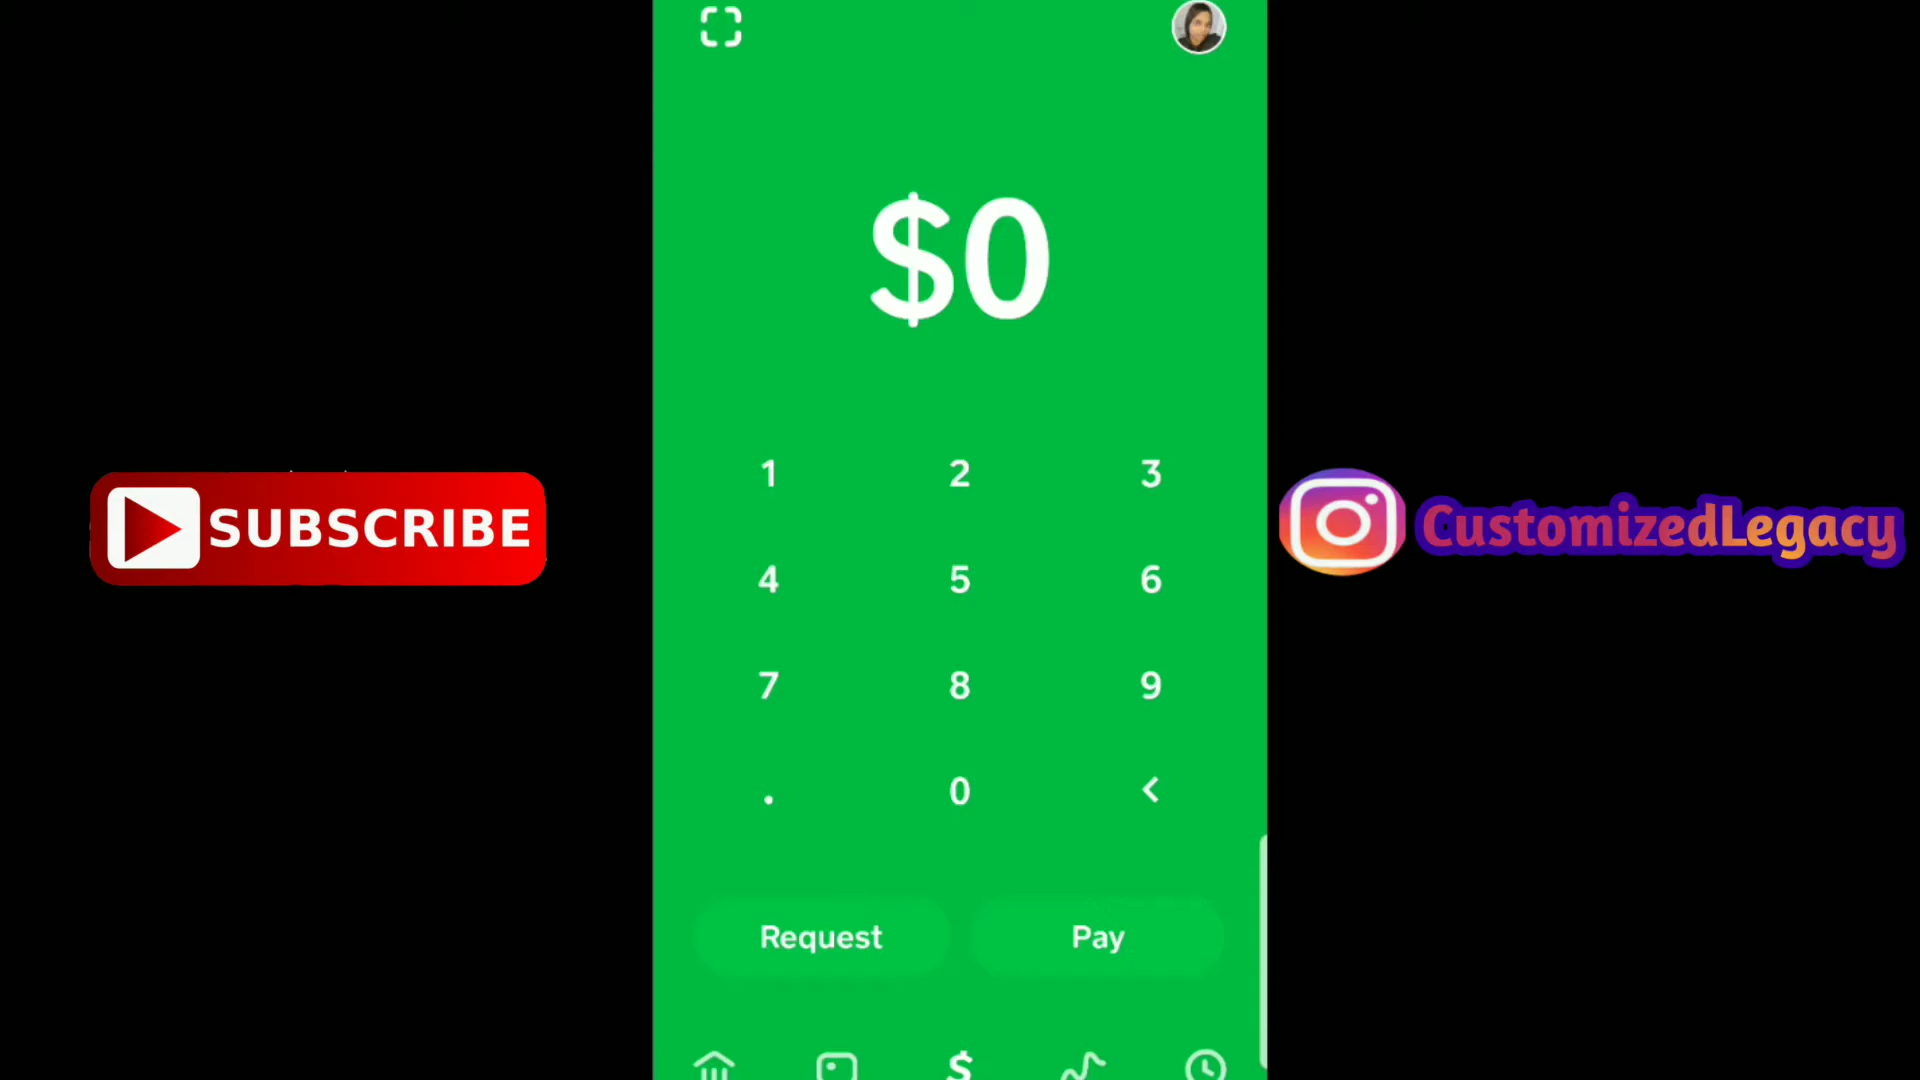 $0
1 2 3
4 5 6
7 8 9
. 0 <
Request Pay
$
SUBSCRIBE
CustomizedLegacy